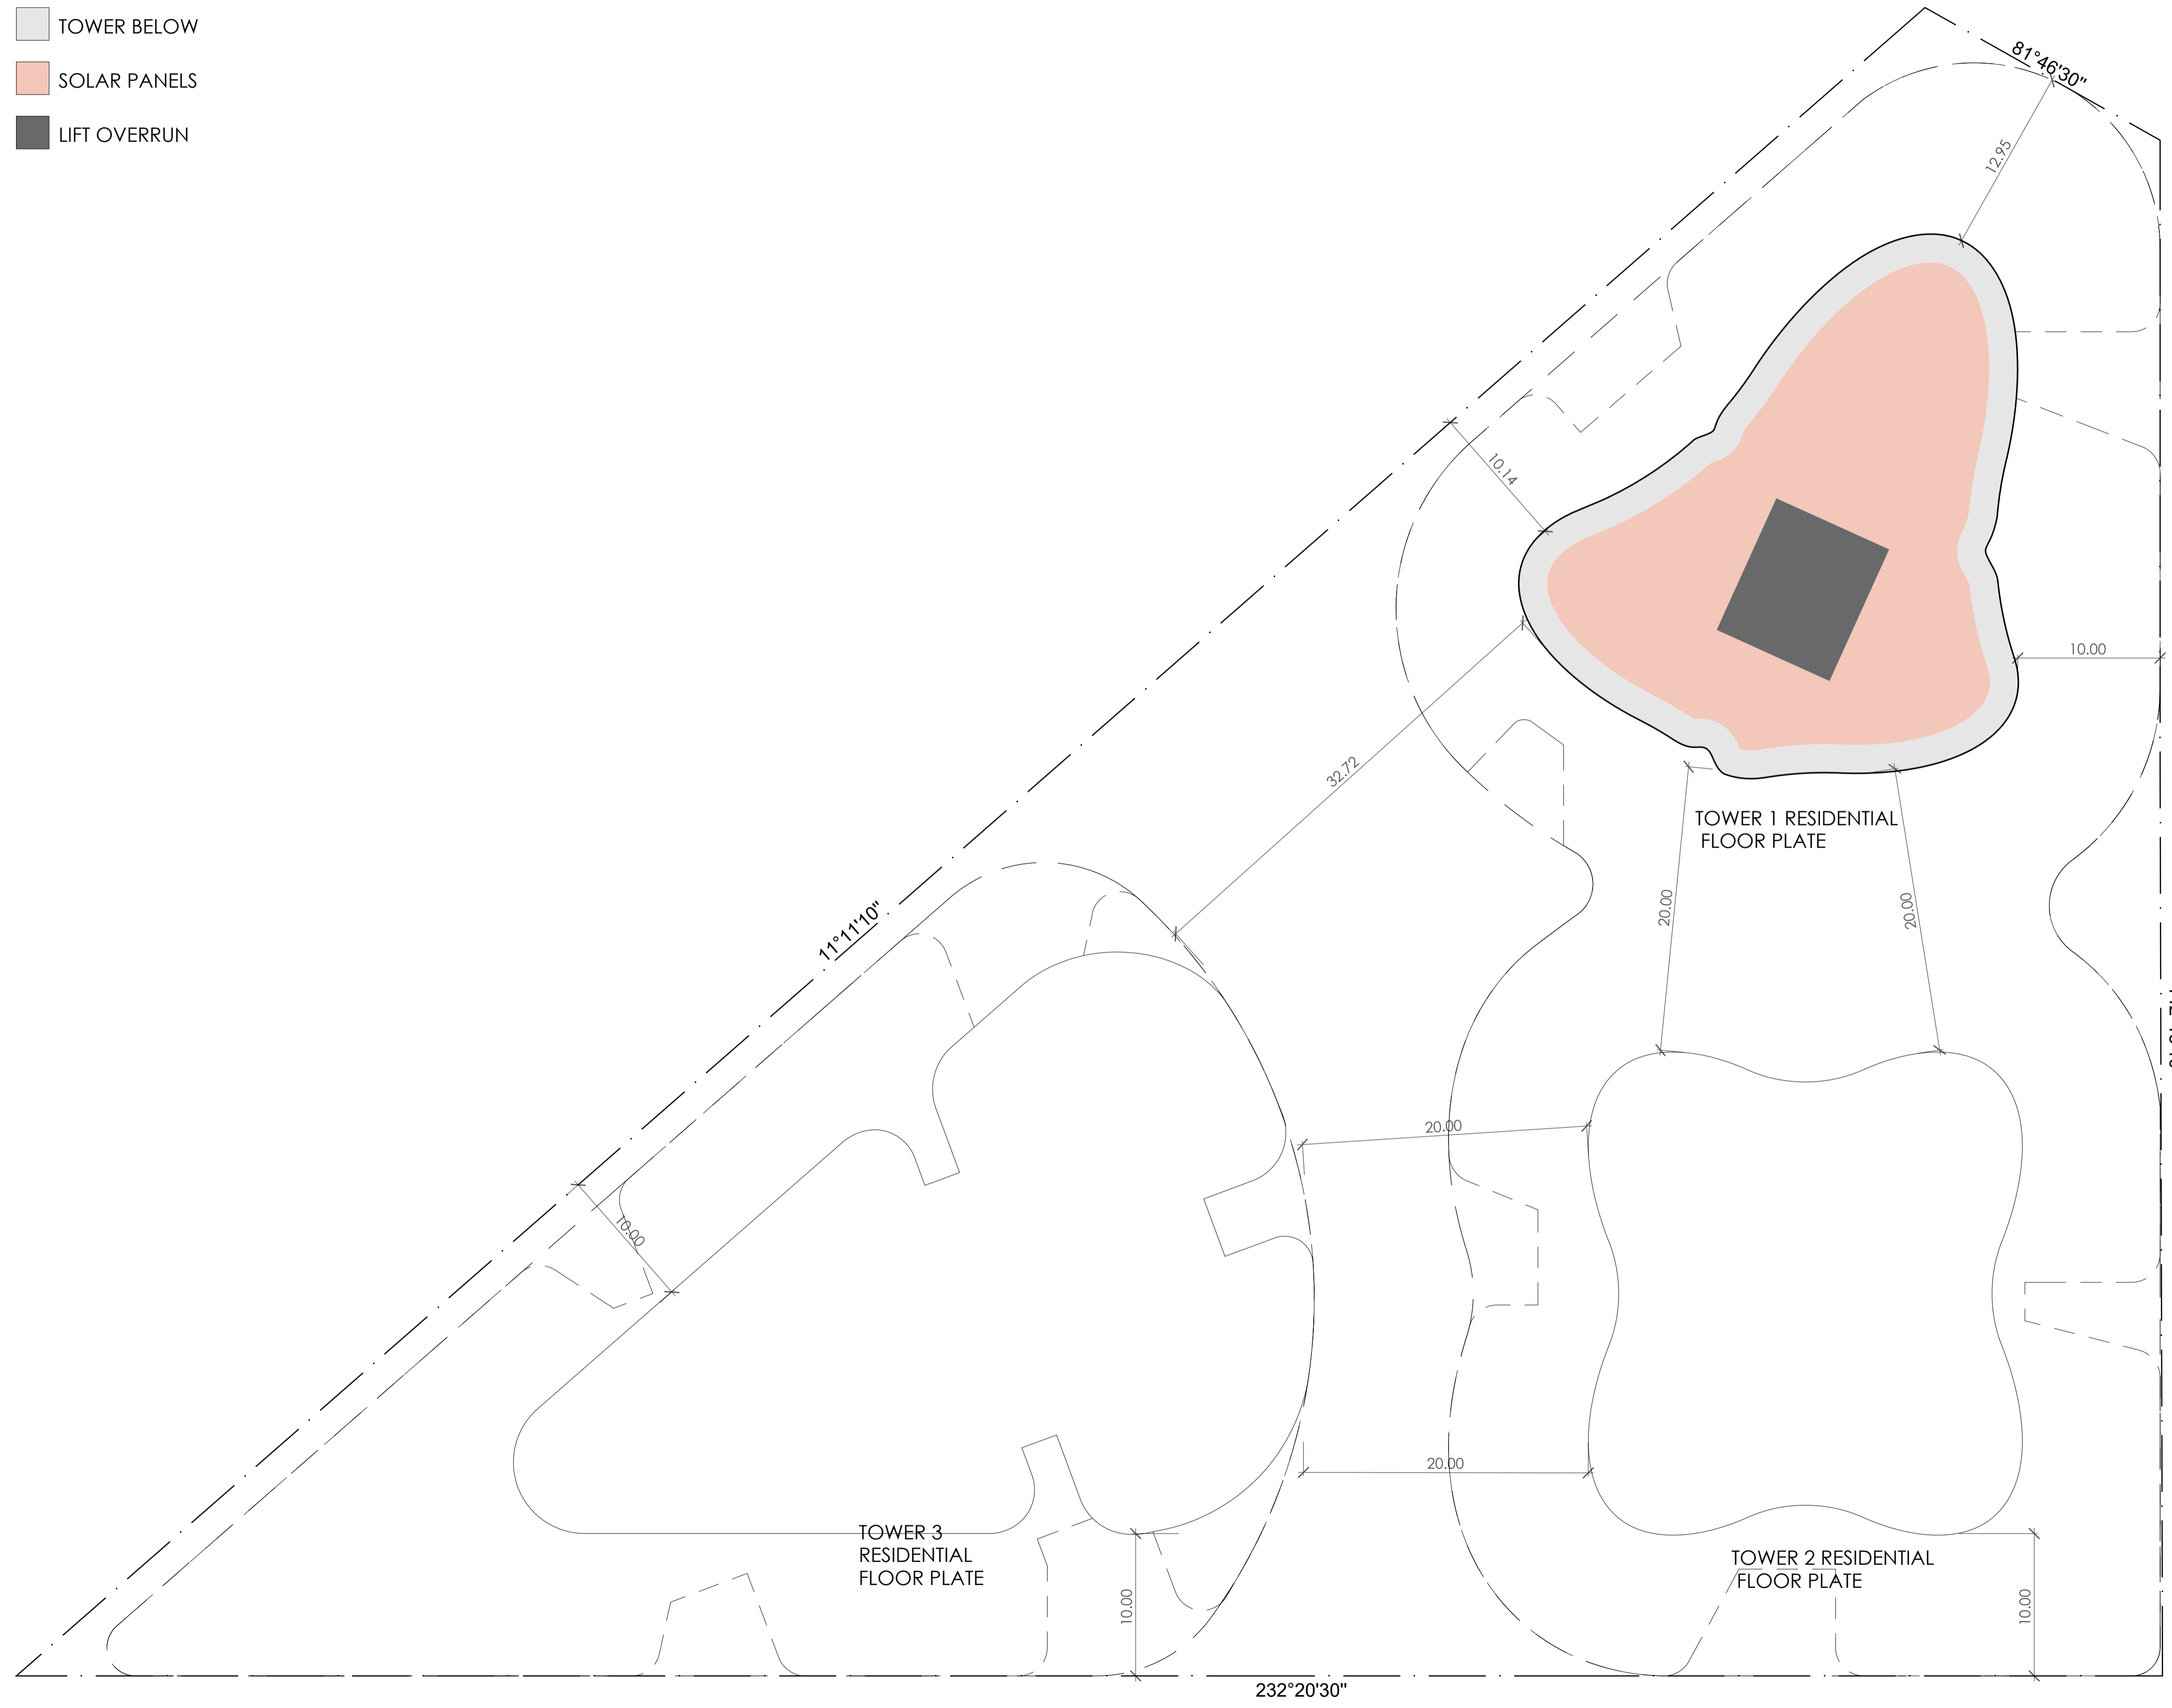 TOWER BELOW
SOLAR PANELS
LIFT OVERRUN
81°46'30"
12.95
10.14
10.00
32.72
TOWER 1 RESIDENTIAL
FLOOR PLATE
20.00
20.00
11°11'10"
20.00
10.00
20.00
TOWER 3
RESIDENTIAL
FLOOR PLATE
TOWER 2 RESIDENTIAL
FLOOR PLATE
10.00
10.00
232°20'30"